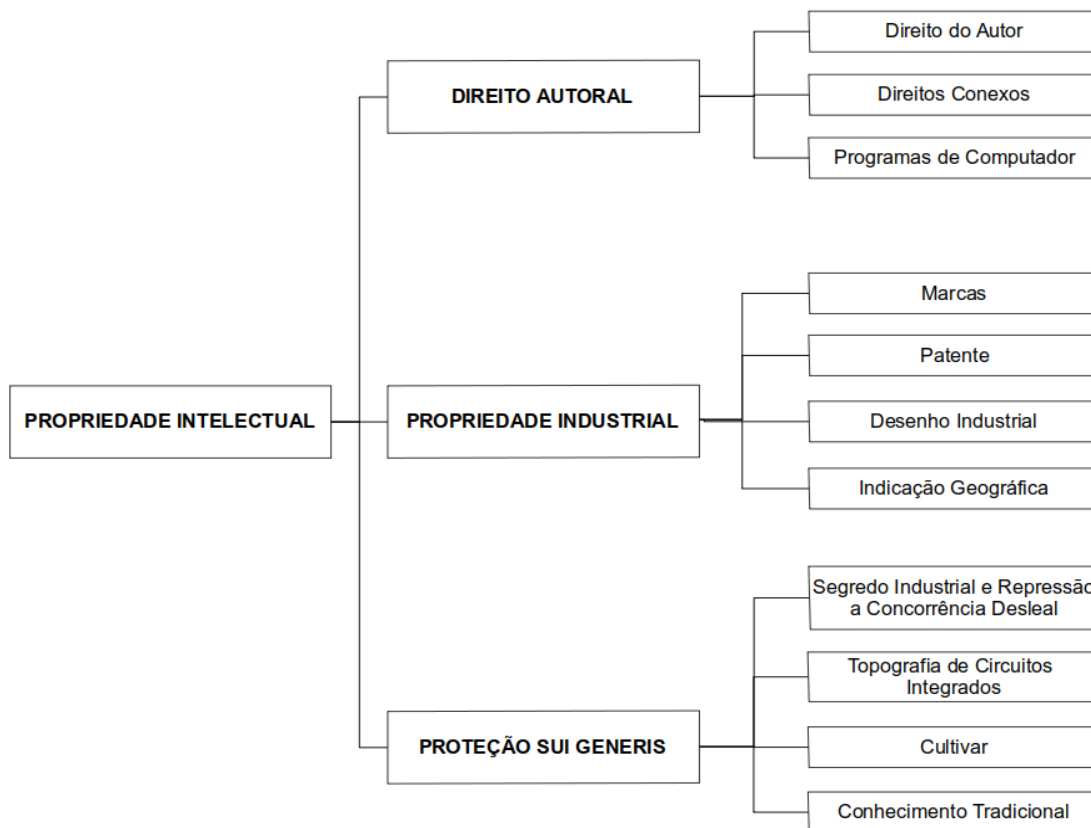 Direito do Autor
DIREITO AUTORAL
Direitos Conexos
Programas de Computador
Marcas
Patente
PROPRIEDADE INTELECTUAL
PROPRIEDADE INDUSTRIAL
Desenho Industrial
Indicação Geográfica
Segredo Industrial e Repressão
a Concorrência Desleal
Topografia de Circuitos
Integrados
PROTEÇÃO SUI GENERIS
Cultivar
Conhecimento Tradicional